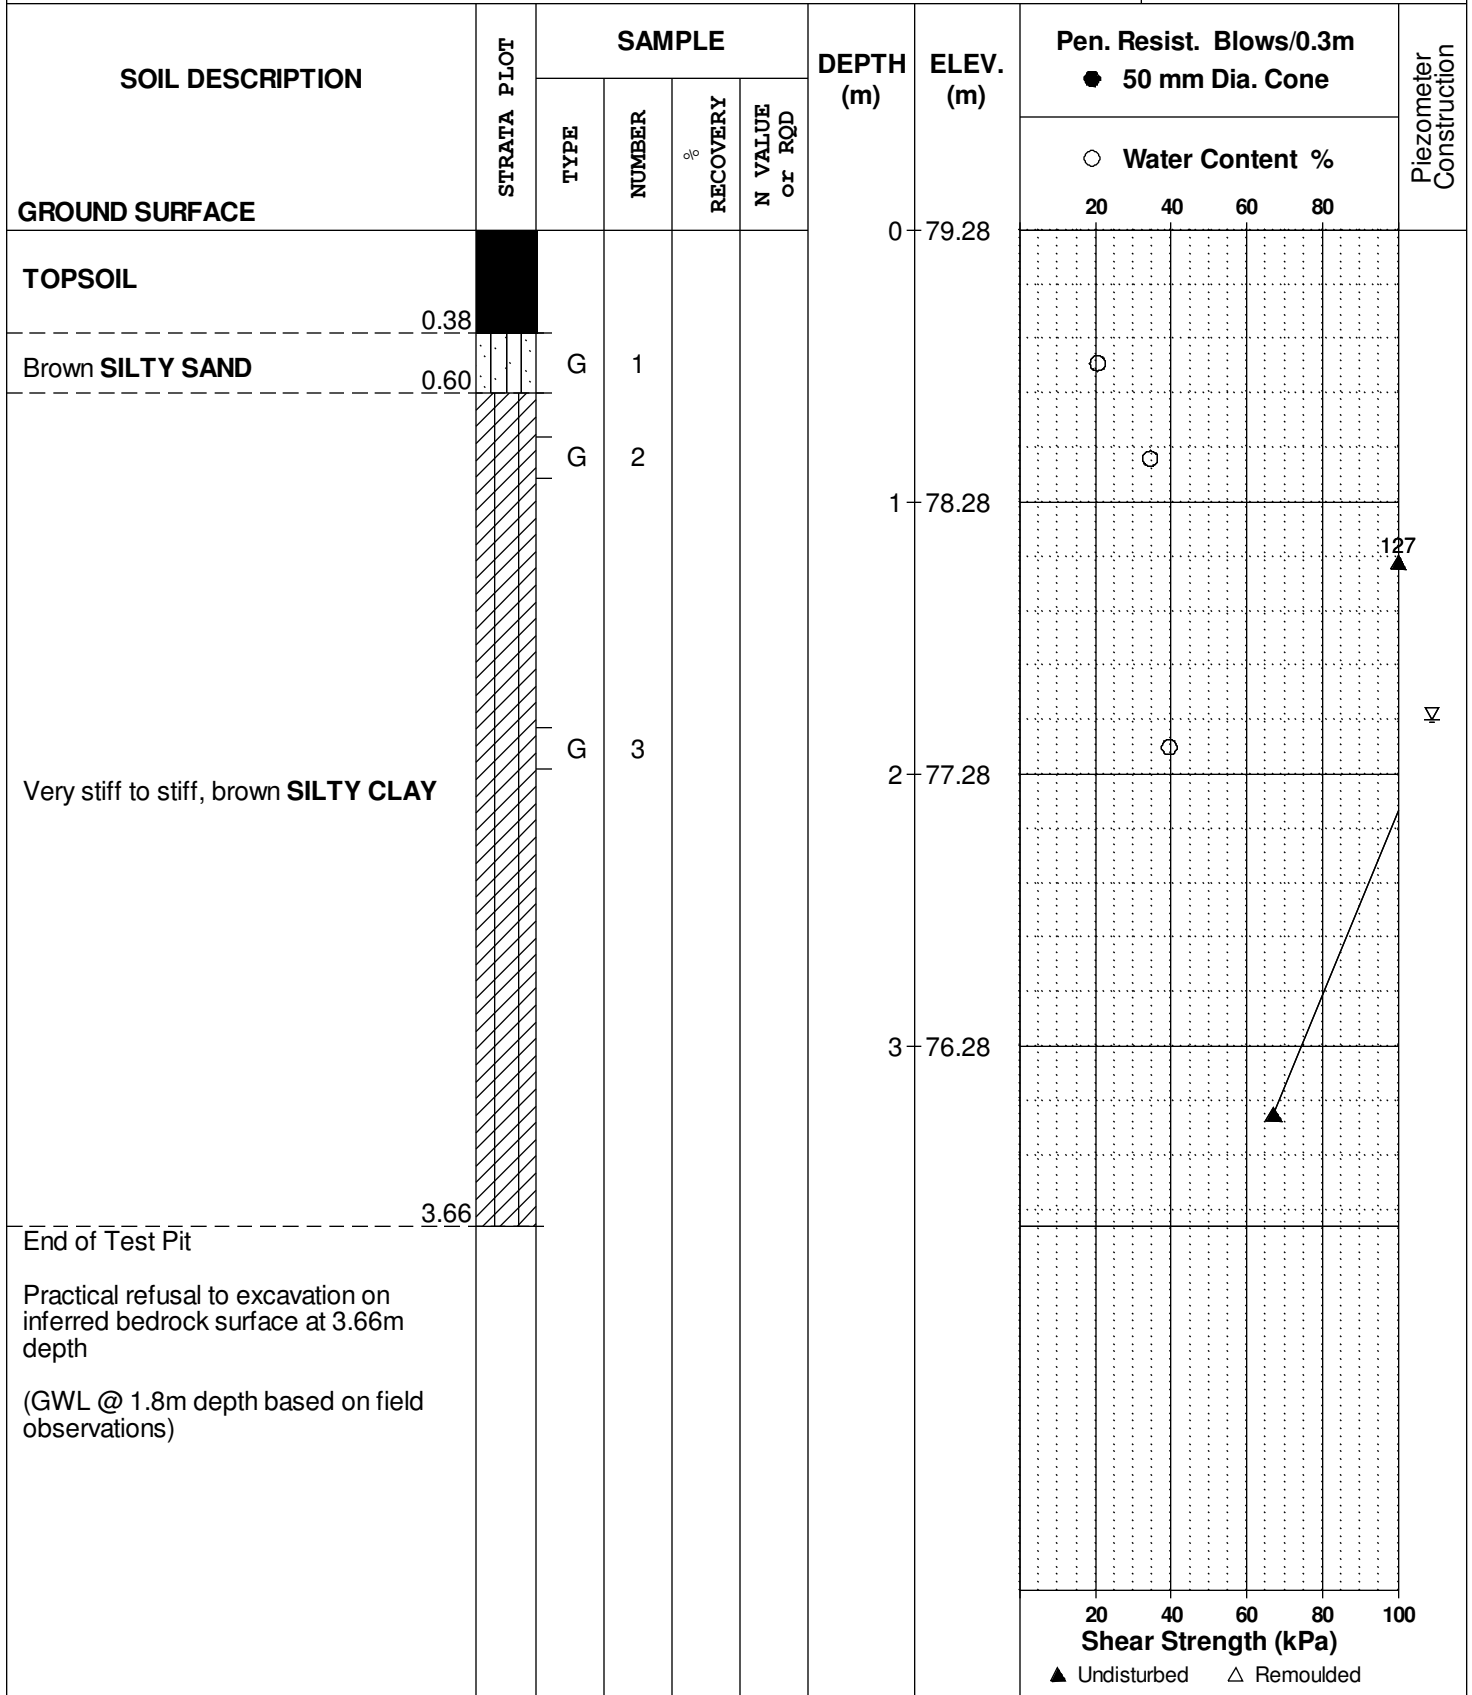 SOIL DESCRIPTION
GROUND SURFACE
STRATA PLOT
SAMPLE
TYPE
NUMBER
%
RECOVERY
N VALUE
or RQD
DEPTH
(m)
ELEV.
(m)
Pen. Resist. Blows/0.3m
● 50 mm Dia. Cone
○ Water Content %
20 40 60 80
Piezometer
Construction
0 79.28
TOPSOIL
0.38
Brown SILTY SAND
0.60
G 1
G 2
1 78.28
127
G 3
2 77.28
Very stiff to stiff, brown SILTY CLAY
3 76.28
3.66
End of Test Pit
Practical refusal to excavation on
inferred bedrock surface at 3.66m
depth
(GWL @ 1.8m depth based on field
observations)
20 40 60 80 100
Shear Strength (kPa)
▲ Undisturbed △ Remoulded